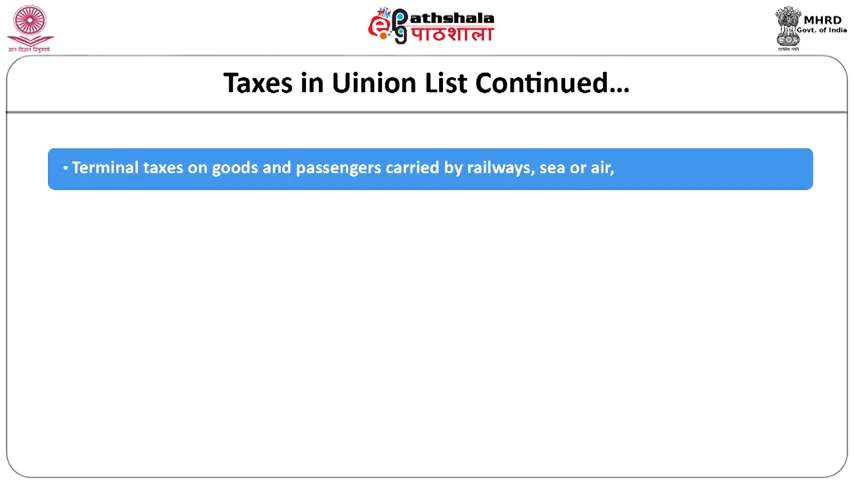 ePathshala
पाठशाला
MHRD
Govt. of India
Taxes in Uinion List Continued...
• Terminal taxes on goods and passengers carried by railways, sea or air,